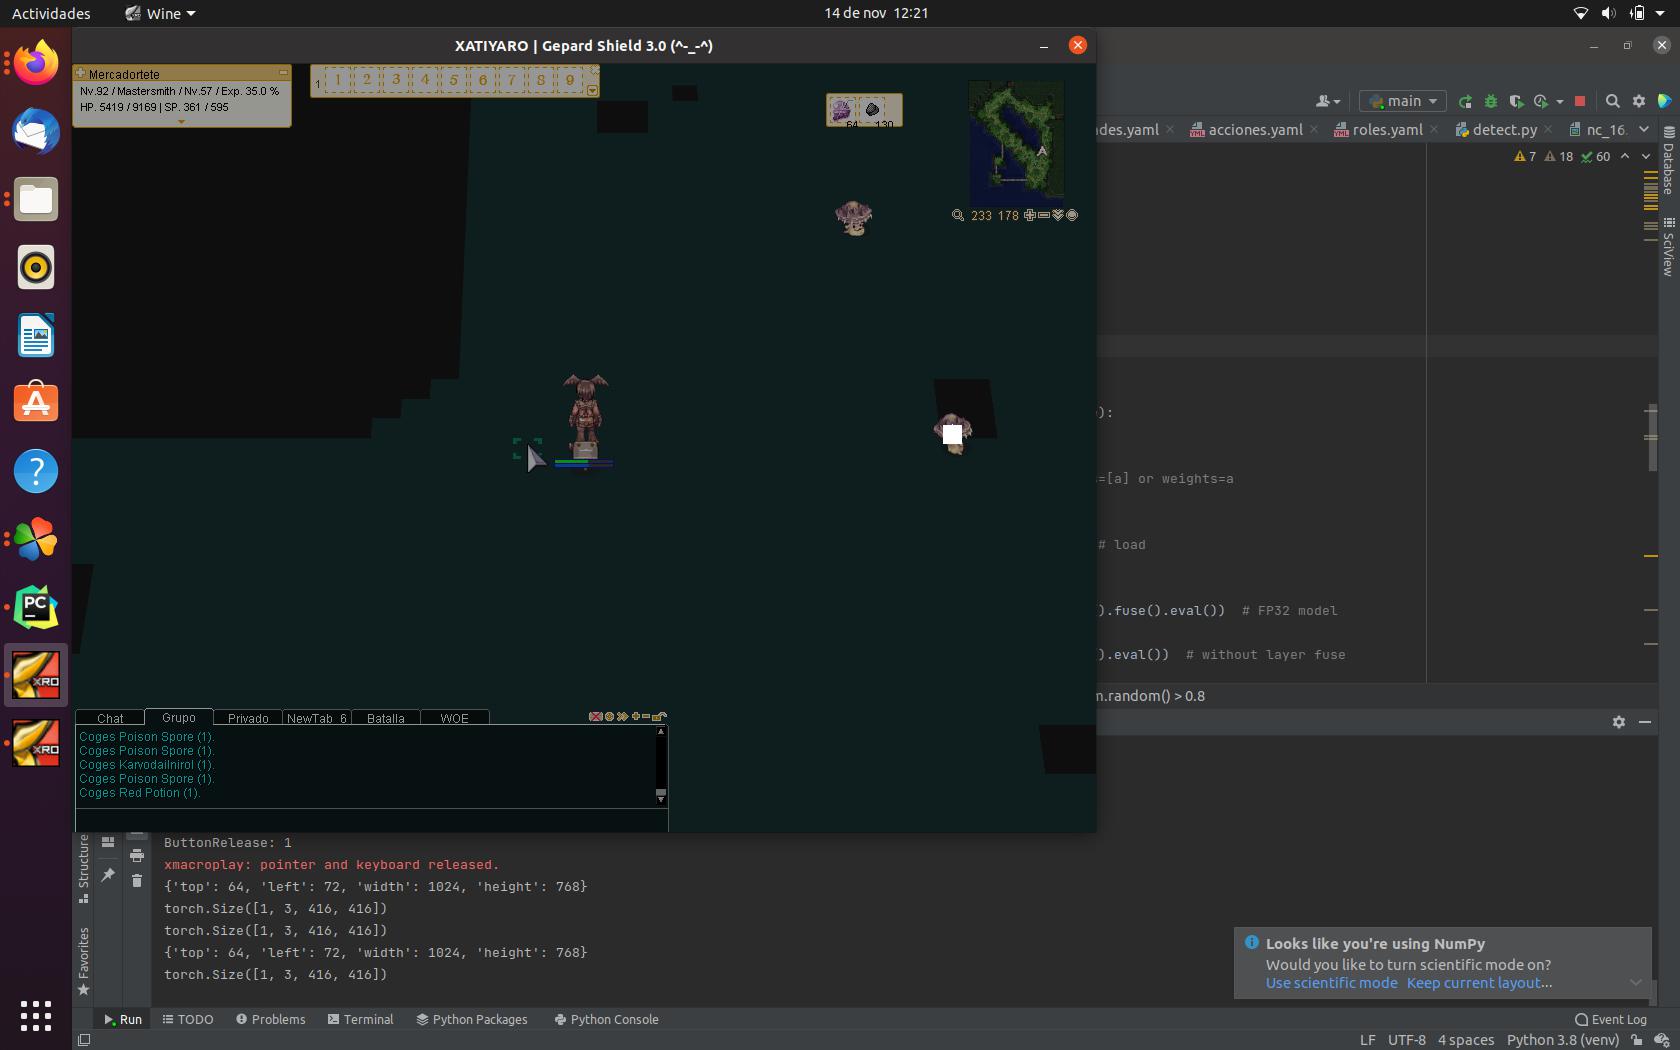 Actividades
Wine
14 de nov 12:21
XATIYARO | Gepard Shield 3.0 (^-_-^)
Mercadortete
Nv.92 / Mastersmith / Nv.57 / Exp. 35.0 %
HP. 5419 / 9169 | SP. 361 / 595
1 1 2 3 4 5 6 7 8 9
64 130
233 178
main
des.yaml
acciones.yaml
roles.yaml
detect.py
nc_16.
7 18 60
Database
SciView
):
=[a] or weights=a
# load
).fuse().eval()) # FP32 model
).eval()) # without layer fuse
m.random() > 0.8
PC
XRO
XRO
Chat Grupo Privado NewTab 6 Batalla WOE
Coges Poison Spore (1).
Coges Poison Spore (1).
Coges Karvodailnirol (1).
Coges Poison Spore (1).
Coges Red Potion (1).
Structure
Favorites
ButtonRelease: 1
xmacroplay: pointer and keyboard released.
{'top': 64, 'left': 72, 'width': 1024, 'height': 768}
torch.Size([1, 3, 416, 416])
torch.Size([1, 3, 416, 416])
{'top': 64, 'left': 72, 'width': 1024, 'height': 768}
torch.Size([1, 3, 416, 416])
Looks like you're using NumPy
Would you like to turn scientific mode on?
Use scientific mode Keep current layout...
Run TODO Problems Terminal Python Packages Python Console
Event Log
LF UTF-8 4 spaces Python 3.8 (venv)